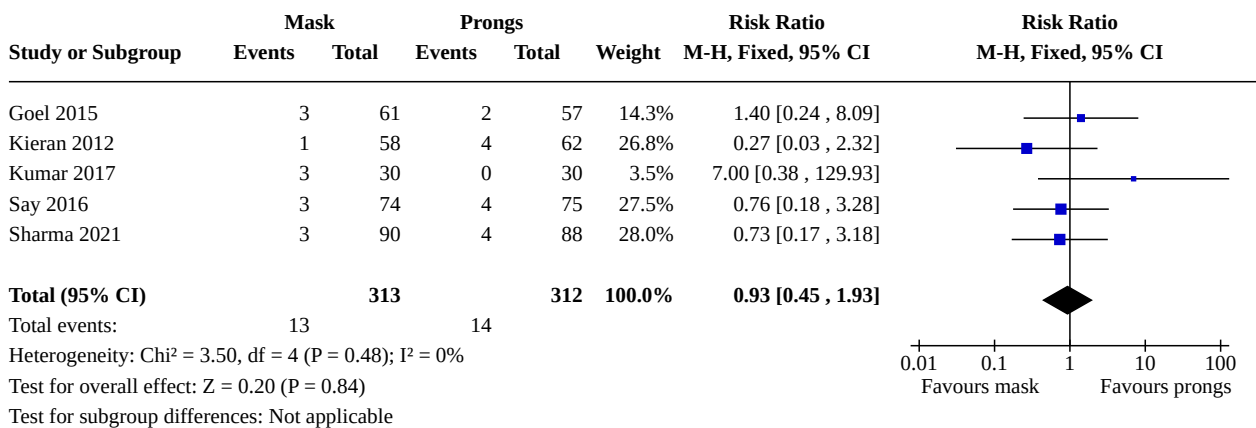 Mask Prongs Risk Ratio Risk Ratio
Study or Subgroup Events Total Events Total Weight M-H, Fixed, 95% CI M-H, Fixed, 95% CI
Goel 2015 3 61 2 57 14.3% 1.40 [0.24 , 8.09]
Kieran 2012 1 58 4 62 26.8% 0.27 [0.03 , 2.32]
Kumar 2017 3 30 0 30 3.5% 7.00 [0.38 , 129.93]
Say 2016 3 74 4 75 27.5% 0.76 [0.18 , 3.28]
Sharma 2021 3 90 4 88 28.0% 0.73 [0.17 , 3.18]
Total (95% CI) 313 312 100.0% 0.93 [0.45 , 1.93]
Total events: 13 14
Heterogeneity: Chi² = 3.50, df = 4 (P = 0.48); I² = 0%
Test for overall effect: Z = 0.20 (P = 0.84)
Test for subgroup differences: Not applicable
0.01 0.1 1 10 100
Favours mask Favours prongs